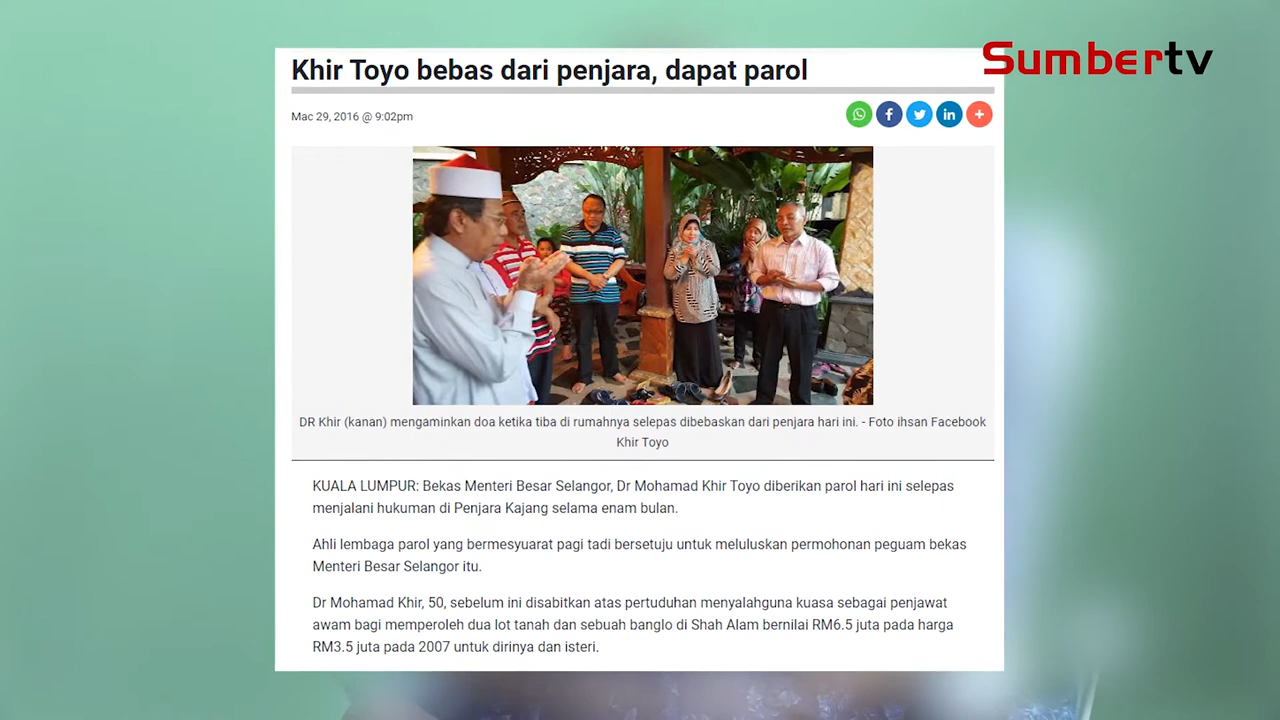 Sumbertv
Khir Toyo bebas dari penjara, dapat parol
Mac 29, 2016 @ 9:02pm
DR Khir (kanan) mengaminkan doa ketika tiba di rumahnya selepas dibebaskan dari penjara hari ini. - Foto ihsan Facebook
Khir Toyo
KUALA LUMPUR: Bekas Menteri Besar Selangor, Dr Mohamad Khir Toyo diberikan parol hari ini selepas
menjalani hukuman di Penjara Kajang selama enam bulan.
Ahli lembaga parol yang bermesyuarat pagi tadi bersetuju untuk meluluskan permohonan peguam bekas
Menteri Besar Selangor itu.
Dr Mohamad Khir, 50, sebelum ini disabitkan atas pertuduhan menyalahguna kuasa sebagai penjawat
awam bagi memperoleh dua lot tanah dan sebuah banglo di Shah Alam bernilai RM6.5 juta pada harga
RM3.5 juta pada 2007 untuk dirinya dan isteri.